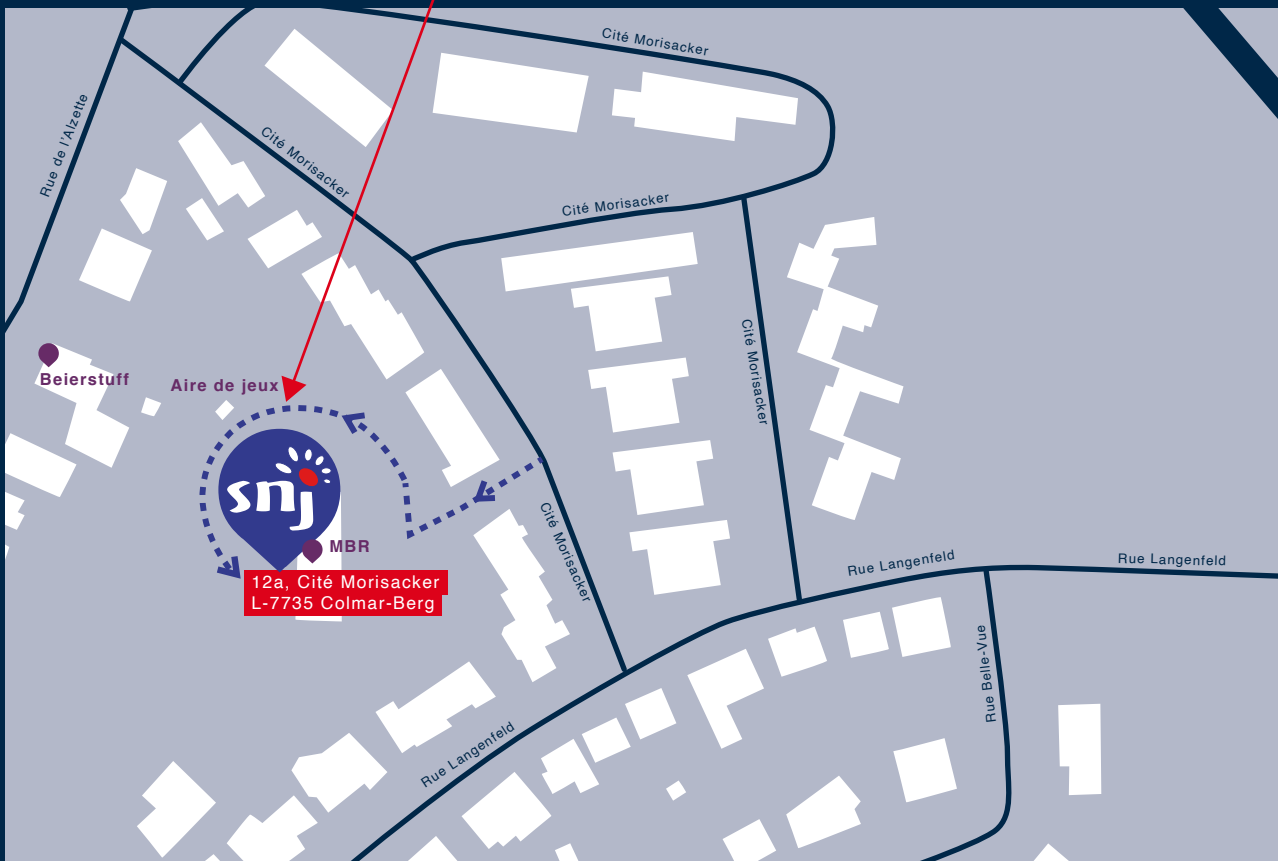 Cité Morisacker
Rue de l'Alzette
Cité Morisacker
Cité Morisacker
Cité Morisacker
Beierstuff
Aire de jeux
snj
MBR
12a, Cité Morisacker
L-7735 Colmar-Berg
Cité Morisacker
Rue Langenfeld
Rue Langenfeld
Rue Belle-Vue
Rue Langenfeld